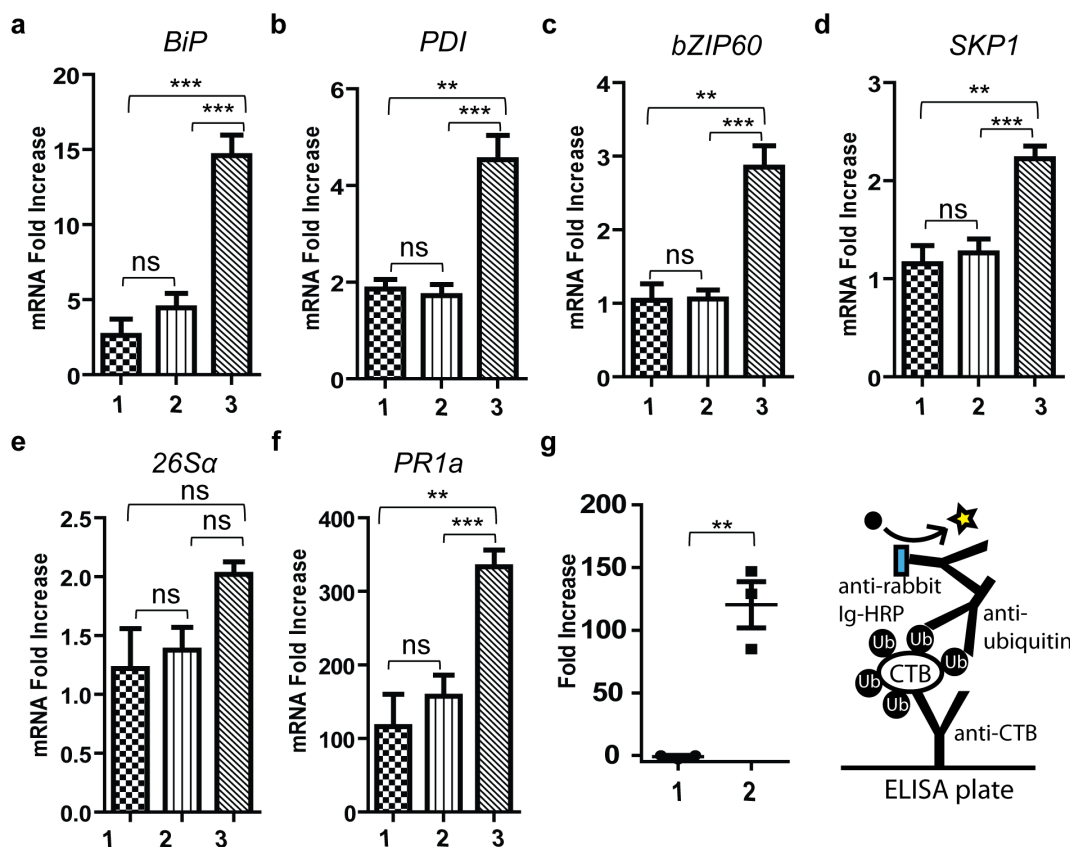 a
BiP
mRNA Fold Increase
20
15
10
5
0
***
***
ns
1 2 3
b
PDI
mRNA Fold Increase
6
4
2
0
**
***
ns
1 2 3
c
bZIP60
mRNA Fold Increase
4
3
2
1
0
**
***
ns
1 2 3
d
SKP1
mRNA Fold Increase
3
2
1
0
**
***
ns
1 2 3
e
26Sα
mRNA Fold Increase
2.5
2.0
1.5
1.0
0.5
0.0
ns
ns
ns
1 2 3
f
PR1a
mRNA Fold Increase
400
300
200
100
0
**
***
ns
1 2 3
g
Fold Increase
200
150
100
50
0
**
1 2
anti-rabbit
Ig-HRP
anti-
ubiquitin
Ub
Ub
Ub
Ub
Ub
CTB
anti-CTB
ELISA plate